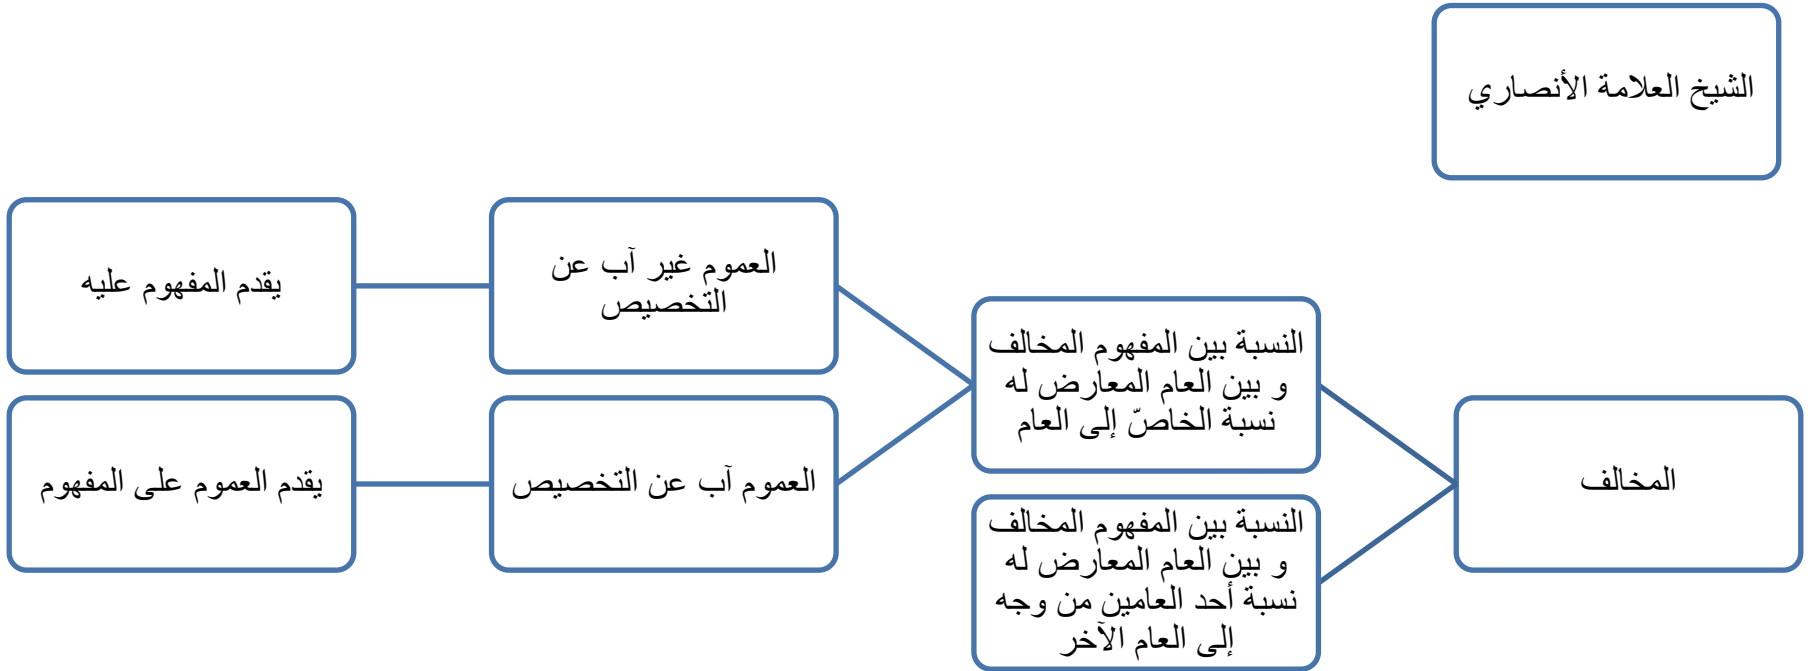 الشيخ العلامة الأنصاري
المخالف
النسبة بين المفهوم المخالف
و بين العام المعارض له
نسبة الخاصّ إلى العام
العموم غير آب عن
التخصيص
يقدم المفهوم عليه
العموم آب عن التخصيص
يقدم العموم على المفهوم
النسبة بين المفهوم المخالف
و بين العام المعارض له
نسبة أحد العامين من وجه
إلى العام الآخر